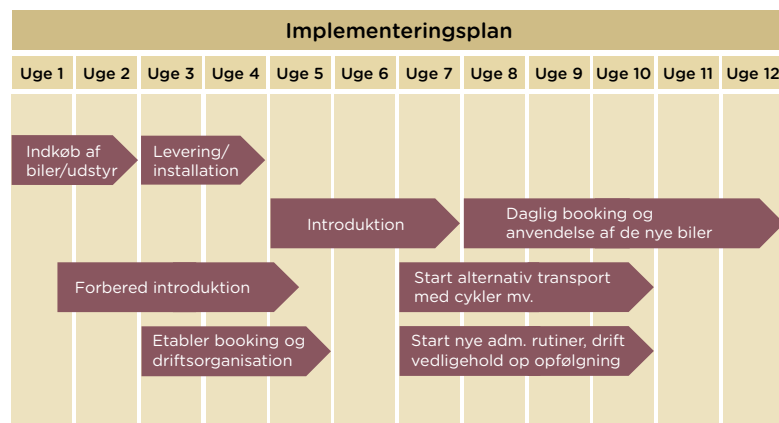 Implementeringsplan
Uge 1 Uge 2 Uge 3 Uge 4 Uge 5 Uge 6 Uge 7 Uge 8 Uge 9 Uge 10 Uge 11 Uge 12
Indkøb af
biler/udstyr
Levering/
installation
Introduktion
Daglig booking og
anvendelse af de nye biler
Forbered introduktion
Start alternativ transport
med cykler mv.
Etabler booking og
driftsorganisation
Start nye adm. rutiner, drift
vedligehold op opfølgning